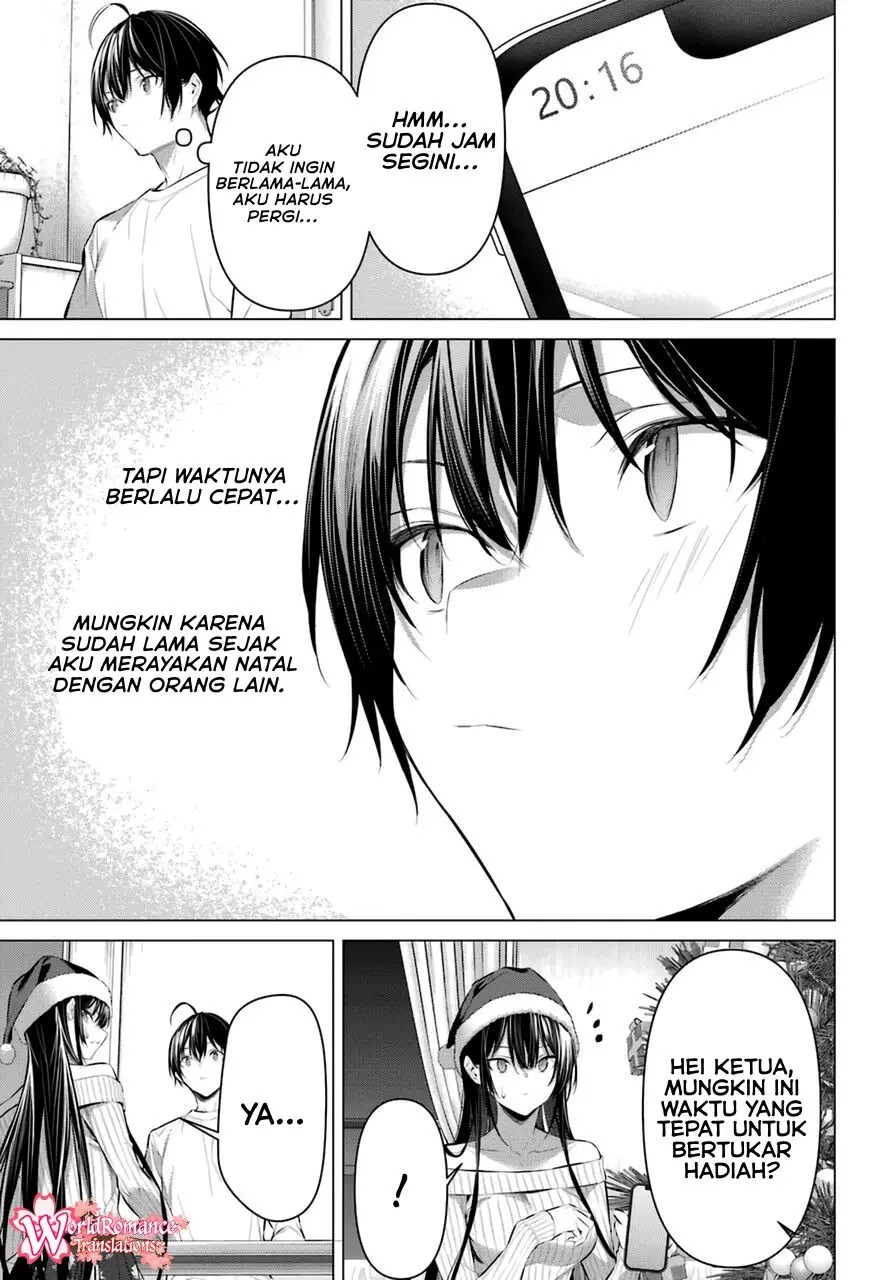 20:16
HMM...
SUDAH JAM
SEGINI...
AKU
TIDAK INGIN
BERLAMA-LAMA,
AKU HARUS
PERGI...
TAPI WAKTUNYA
BERLALU CEPAT...
MUNGKIN KARENA
SUDAH LAMA SEJAK
AKU MERAYAKAN NATAL
DENGAN ORANG LAIN.
HEI KETUA,
MUNGKIN INI
WAKTU YANG
TEPAT UNTUK
BERTUKAR
HADIAH?
!
YA...
WorldRomance
Translations